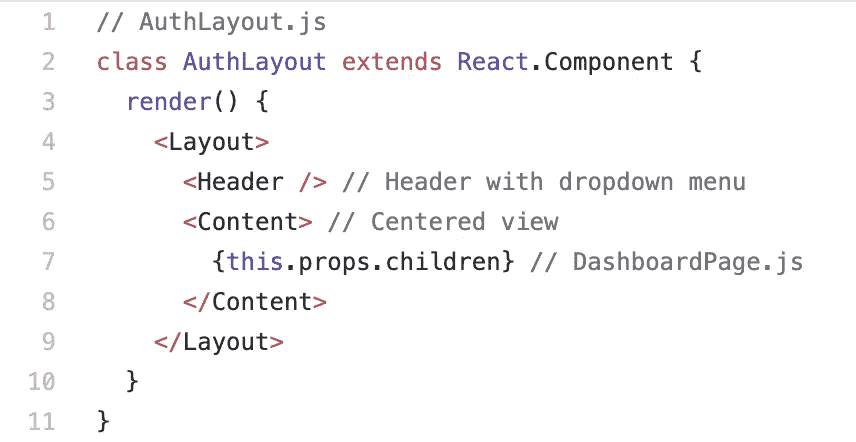 1 // AuthLayout.js
2 class AuthLayout extends React.Component {
3 render() {
4 <Layout>
5 <Header /> // Header with dropdown menu
6 <Content> // Centered view
7 {this.props.children} // DashboardPage.js
8 </Content>
9 </Layout>
10 }
11 }